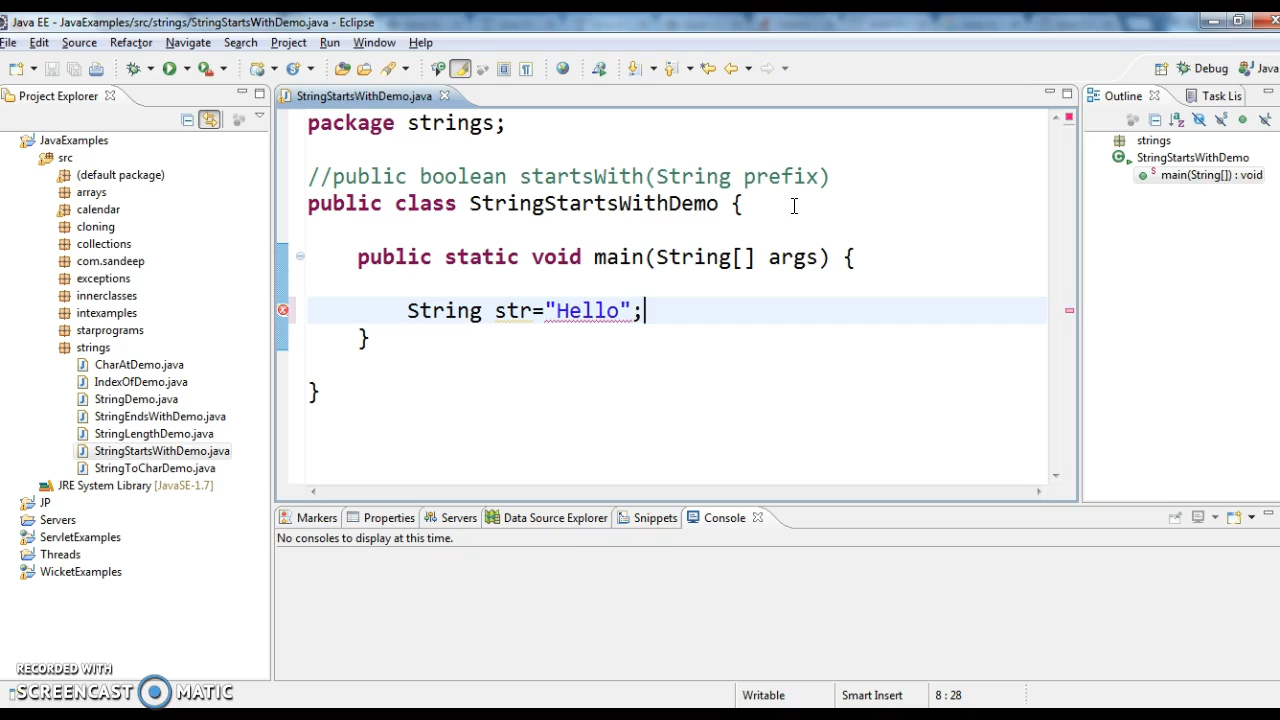 Java EE - JavaExamples/src/strings/StringStartsWithDemo.java - Eclipse
File Edit Source Refactor Navigate Search Project Run Window Help
Debug Java
Project Explorer
JavaExamples
src
(default package)
arrays
calendar
cloning
collections
com.sandeep
exceptions
innerclasses
intexamples
starprograms
strings
CharAtDemo.java
IndexOfDemo.java
StringDemo.java
StringEndsWithDemo.java
StringLengthDemo.java
StringStartsWithDemo.java
StringToCharDemo.java
JRE System Library [JavaSE-1.7]
JP
Servers
ServletExamples
Threads
WicketExamples
StringStartsWithDemo.java
package strings;
//public boolean startsWith(String prefix)
public class StringStartsWithDemo {
public static void main(String[] args) {
String str="Hello";
}
}
Outline Task Lis
strings
StringStartsWithDemo
main(String[]) : void
Markers Properties Servers Data Source Explorer Snippets Console
No consoles to display at this time.
Writable Smart Insert 8 : 28
RECORDED WITH
SCREENCAST MATIC